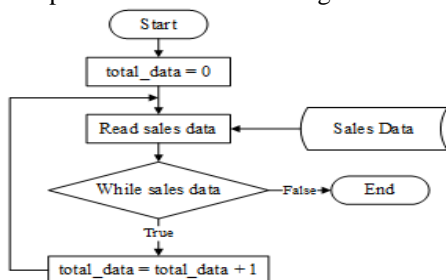 Start
total_data = 0
Read sales data
Sales Data
While sales data
False
End
True
total_data = total_data + 1